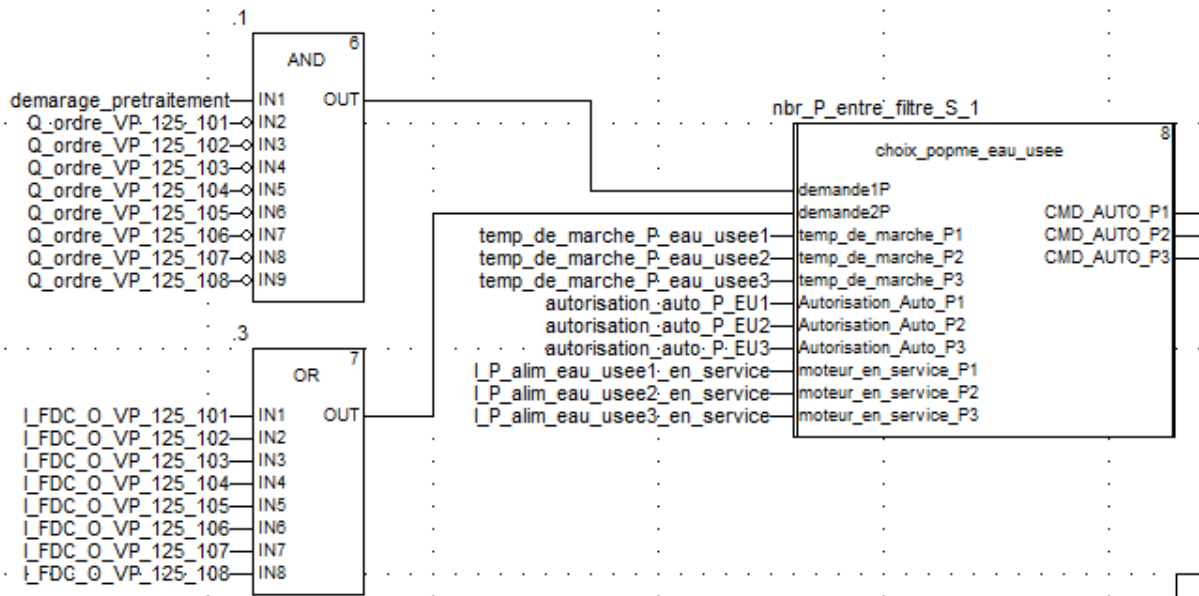 .1
6
AND
demarage_pretraitement IN1 OUT
Q_ordre_VP_125_101 IN2
Q_ordre_VP_125_102 IN3
Q_ordre_VP_125_103 IN4
Q_ordre_VP_125_104 IN5
Q_ordre_VP_125_105 IN6
Q_ordre_VP_125_106 IN7
Q_ordre_VP_125_107 IN8
Q_ordre_VP_125_108 IN9
.3
7
OR
I_FDC_O_VP_125_101 IN1 OUT
I_FDC_O_VP_125_102 IN2
I_FDC_O_VP_125_103 IN3
I_FDC_O_VP_125_104 IN4
I_FDC_O_VP_125_105 IN5
I_FDC_O_VP_125_106 IN6
I_FDC_O_VP_125_107 IN7
I_FDC_O_VP_125_108 IN8
nbr_P_entre_filtre_S_1
8
choix_popme_eau_usee
demande1P
demande2P CMD_AUTO_P1
temp_de_marche_P_eau_usee1 temp_de_marche_P1 CMD_AUTO_P2
temp_de_marche_P_eau_usee2 temp_de_marche_P2 CMD_AUTO_P3
temp_de_marche_P_eau_usee3 temp_de_marche_P3
autorisation_auto_P_EU1 Autorisation_Auto_P1
autorisation_auto_P_EU2 Autorisation_Auto_P2
autorisation_auto_P_EU3 Autorisation_Auto_P3
I_P_alim_eau_usee1_en_service moteur_en_service_P1
I_P_alim_eau_usee2_en_service moteur_en_service_P2
I_P_alim_eau_usee3_en_service moteur_en_service_P3